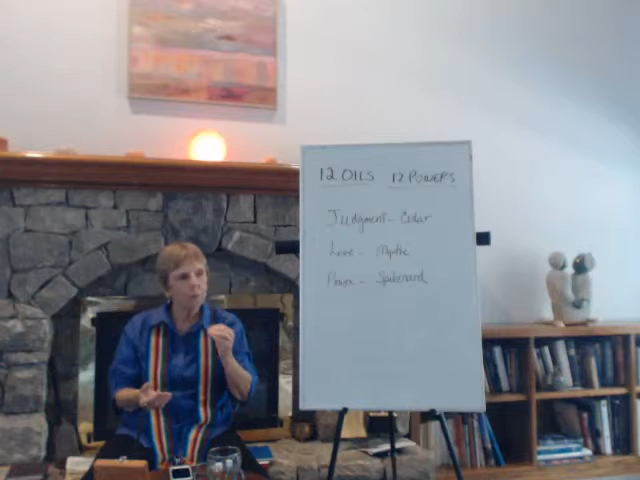 12 OILS 12 POWERS
Judgment - Cedar
Love - Myrtle
Power - Spikenard